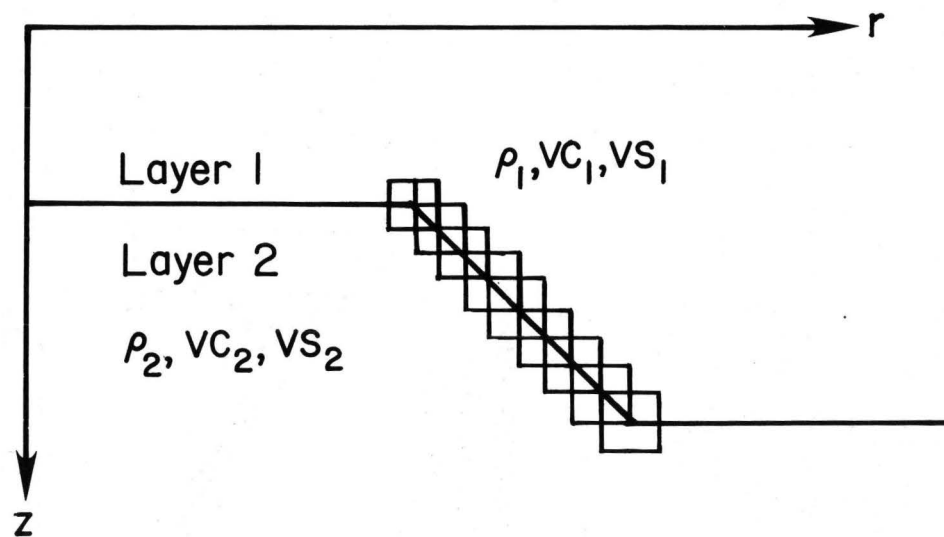 r
Layer 1
ρ₁, VC₁, VS₁
Layer 2
ρ₂, VC₂, VS₂
z